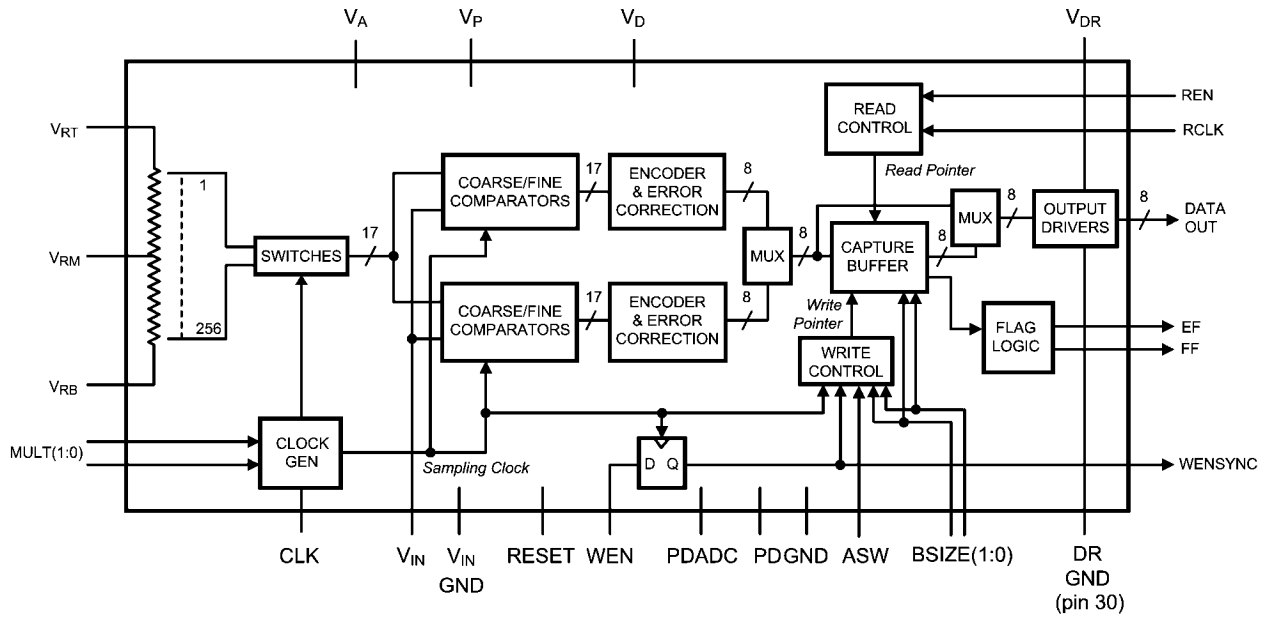 VA
VP
VD
VDR
READ
CONTROL
REN
RCLK
VRT
Read Pointer
1
17
COARSE/FINE
COMPARATORS
17
ENCODER
& ERROR
CORRECTION
8
MUX
8
OUTPUT
DRIVERS
8
DATA
OUT
VRM
SWITCHES
17
MUX
8
CAPTURE
BUFFER
8
256
COARSE/FINE
COMPARATORS
17
ENCODER
& ERROR
CORRECTION
8
Write
Pointer
FLAG
LOGIC
EF
FF
VRB
WRITE
CONTROL
MULT(1:0)
CLOCK
GEN
Sampling Clock
D Q
WENSYNC
CLK
VIN
VIN
GND
RESET
WEN
PDADC
PD
GND
ASW
BSIZE(1:0)
DR
GND
(pin 30)